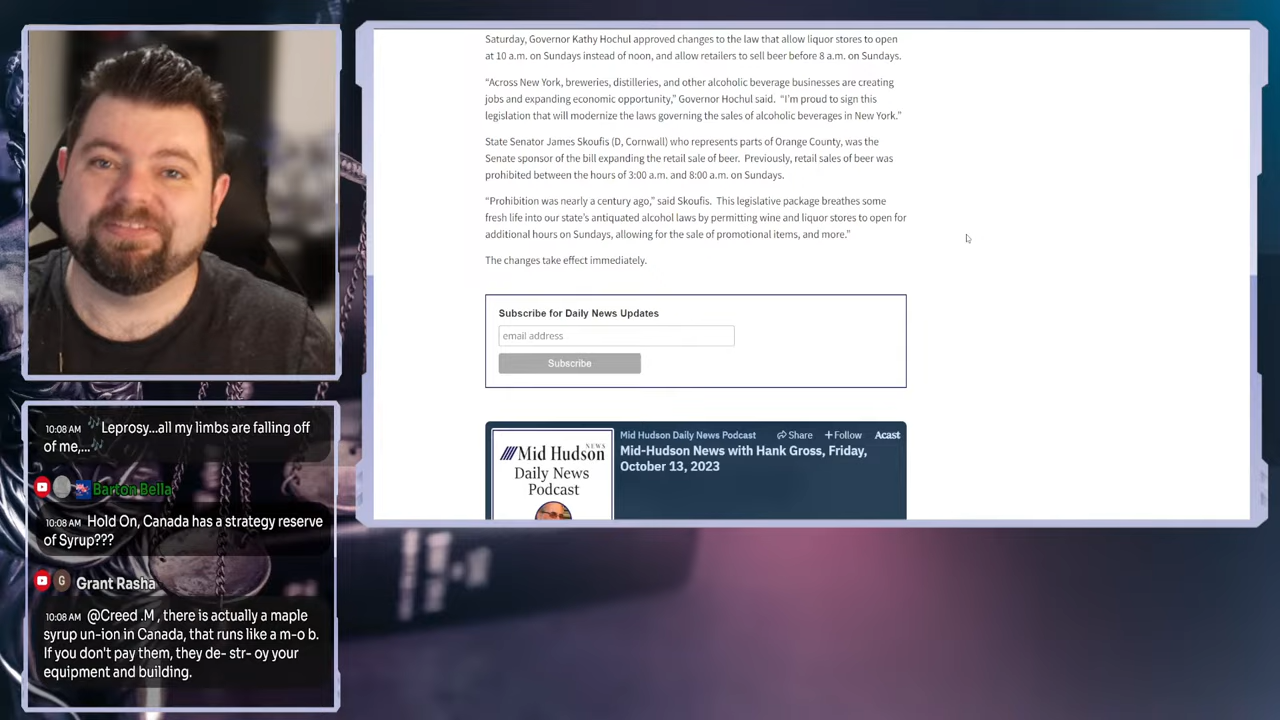 Saturday, Governor Kathy Hochul approved changes to the law that allow liquor stores to open
at 10 a.m. on Sundays instead of noon, and allow retailers to sell beer before 8 a.m. on Sundays.
“Across New York, breweries, distilleries, and other alcoholic beverage businesses are creating
jobs and expanding economic opportunity,” Governor Hochul said.  “I’m proud to sign this
legislation that will modernize the laws governing the sales of alcoholic beverages in New York.”
State Senator James Skoufis (D, Cornwall) who represents parts of Orange County, was the
Senate sponsor of the bill expanding the retail sale of beer.  Previously, retail sales of beer was
prohibited between the hours of 3:00 a.m. and 8:00 a.m. on Sundays.
“Prohibition was nearly a century ago,” said Skoufis.  This legislative package breathes some
fresh life into our state’s antiquated alcohol laws by permitting wine and liquor stores to open for
additional hours on Sundays, allowing for the sale of promotional items, and more.”
The changes take effect immediately.
Subscribe for Daily News Updates
email address
Subscribe
Mid Hudson NEWS
Daily News
Podcast
Mid Hudson Daily News Podcast
Share
+Follow
Acast
Mid-Hudson News with Hank Gross, Friday,
October 13, 2023
10:08 AM 🎶Leprosy...all my limbs are falling off
of me,...🎶
Barton Bella
10:08 AM Hold On, Canada has a strategy reserve
of Syrup???
G Grant Rasha
10:08 AM @Creed .M , there is actually a maple
syrup un-ion in Canada, that runs like a m-o b.
If you don't pay them, they de- str- oy your
equipment and building.